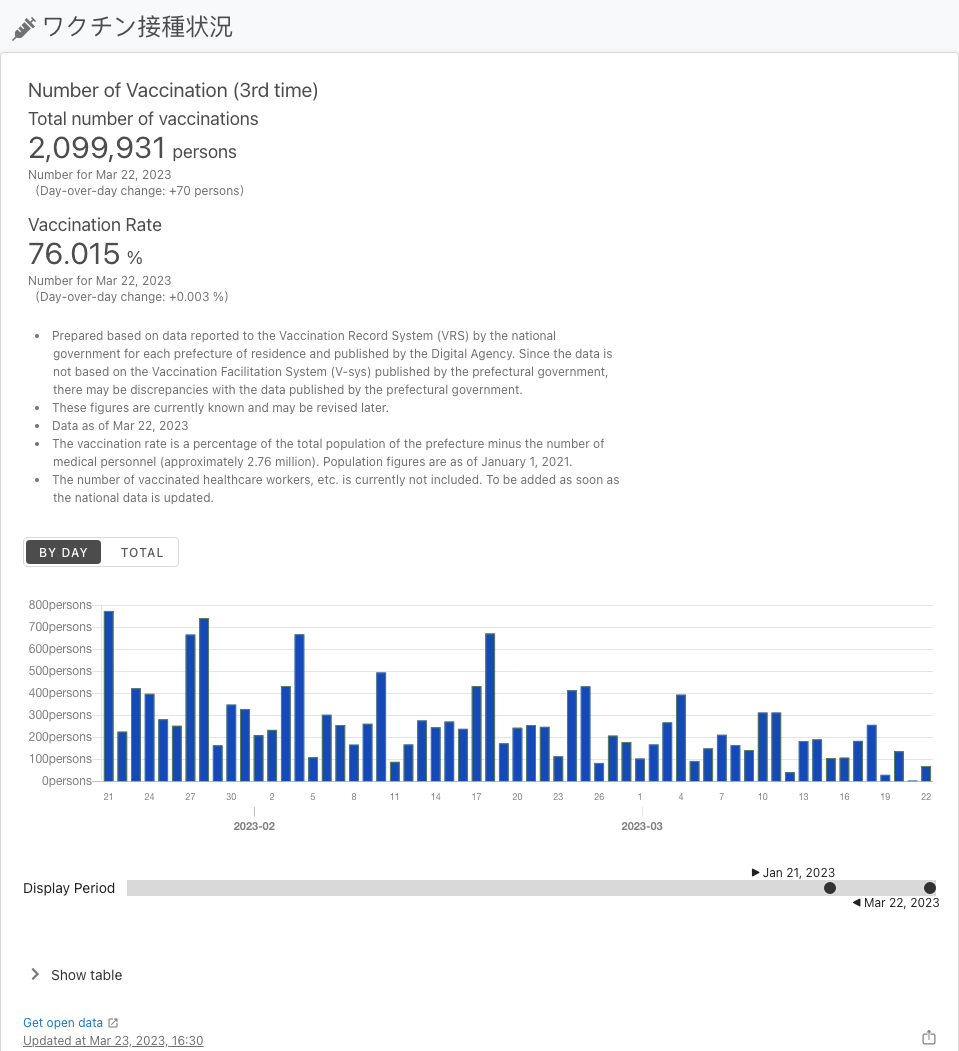 ワクチン接種状況
Number of Vaccination (3rd time)
Total number of vaccinations
2,099,931 persons
Number for Mar 22, 2023
(Day-over-day change: +70 persons)
Vaccination Rate
76.015 %
Number for Mar 22, 2023
(Day-over-day change: +0.003 %)
• Prepared based on data reported to the Vaccination Record System (VRS) by the national
government for each prefecture of residence and published by the Digital Agency. Since the data is
not based on the Vaccination Facilitation System (V-sys) published by the prefectural government,
there may be discrepancies with the data published by the prefectural government.
• These figures are currently known and may be revised later.
• Data as of Mar 22, 2023
• The vaccination rate is a percentage of the total population of the prefecture minus the number of
medical personnel (approximately 2.76 million). Population figures are as of January 1, 2021.
• The number of vaccinated healthcare workers, etc. is currently not included. To be added as soon as
the national data is updated.
BY DAY TOTAL
800persons
700persons
600persons
500persons
400persons
300persons
200persons
100persons
0persons
21 24 27 30 2 5 8 11 14 17 20 23 26 1 4 7 10 13 16 19 22
2023-02 2023-03
Jan 21, 2023
Display Period
Mar 22, 2023
Show table
Get open data
Updated at Mar 23, 2023, 16:30